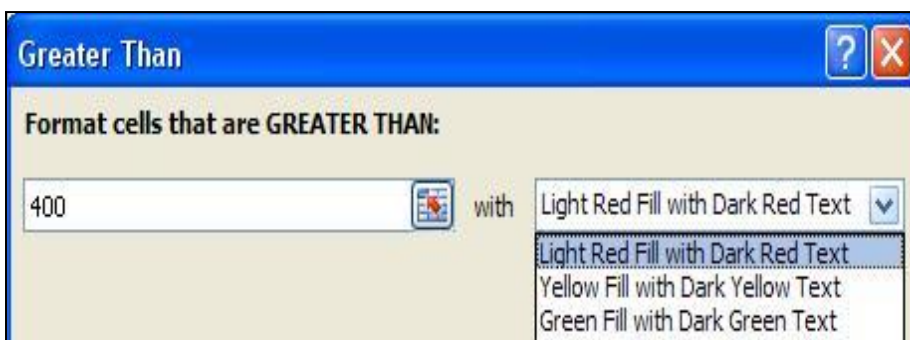 Greater Than
?
Format cells that are GREATER THAN:
400 with Light Red Fill with Dark Red Text
Light Red Fill with Dark Red Text
Yellow Fill with Dark Yellow Text
Green Fill with Dark Green Text